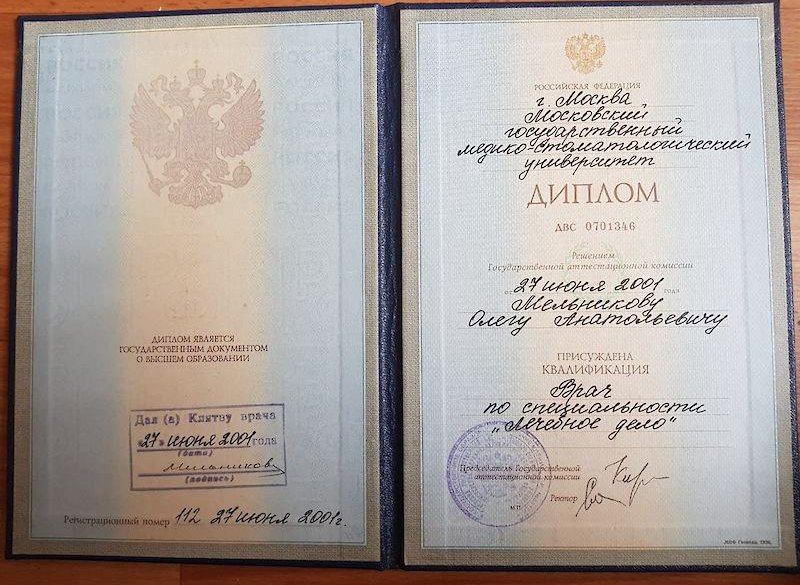 ДИПЛОМ ЯВЛЯЕТСЯ
ГОСУДАРСТВЕННЫМ ДОКУМЕНТОМ
О ВЫСШЕМ ОБРАЗОВАНИИ
Дал (а) Клятву врача
"27" июня 2001 года
(дата)
Мельников
(подпись)
Регистрационный номер 112 27 июня 2001г.
РОССИЙСКАЯ ФЕДЕРАЦИЯ
г. Москва
Московский
государственный
медико-стоматологический
университет
ДИПЛОМ
ДВС 0701346
Решением
Государственной аттестационной комиссии
от 27 июня 2001 года
Мельникову
Олегу Анатольевичу
ПРИСУЖДЕНА
КВАЛИФИКАЦИЯ
Врач
по специальности
„Лечебное дело"
Председатель Государственной
аттестационной комиссии
Ректор
М.П.